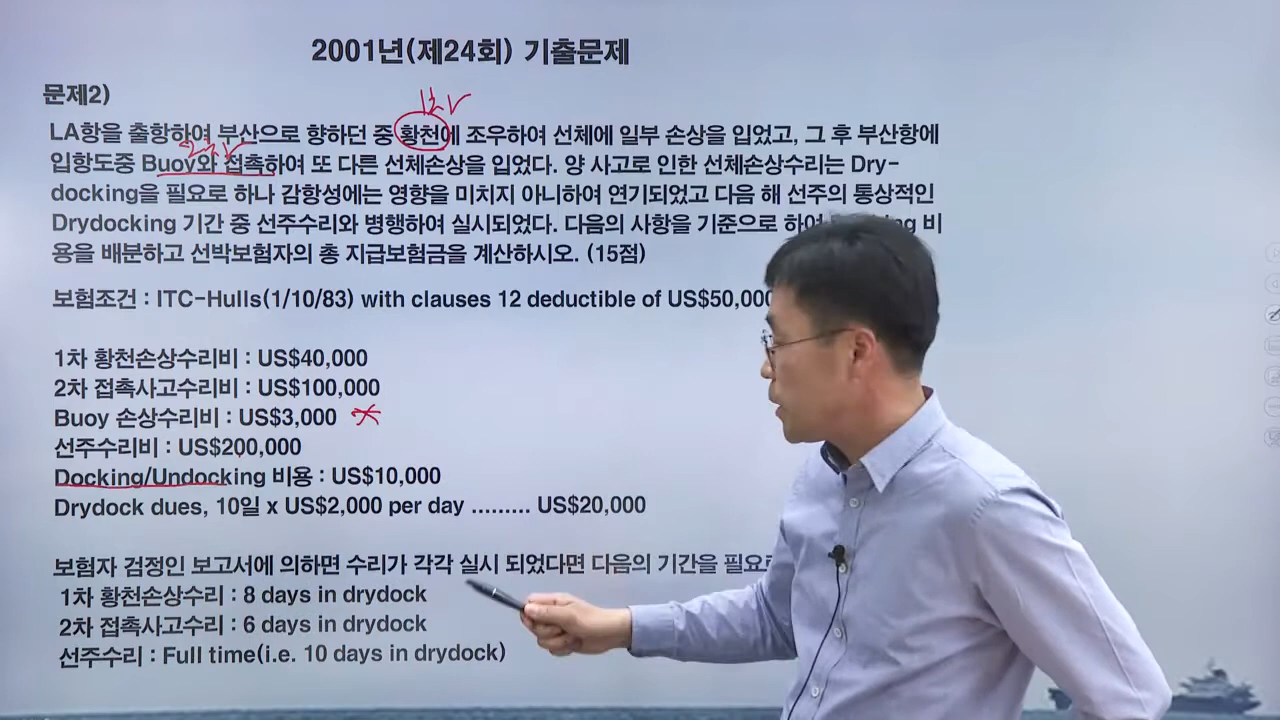 2001년(제24회) 기출문제
문제2)
1차
LA항을 출항하여 부산으로 향하던 중 황천에 조우하여 선체에 일부 손상을 입었고, 그 후 부산항에
입항도중 Buoy와 접촉하여 또 다른 선체손상을 입었다. 양 사고로 인한 선체손상수리는 Dry-
docking을 필요로 하나 감항성에는 영향을 미치지 아니하여 연기되었고 다음 해 선주의 통상적인
Drydocking 기간 중 선주수리와 병행하여 실시되었다. 다음의 사항을 기준으로 하여 비
용을 배분하고 선박보험자의 총 지급보험금을 계산하시오. (15점)
보험조건 : ITC-Hulls(1/10/83) with clauses 12 deductible of US$50,000
1차 황천손상수리비 : US$40,000
2차 접촉사고수리비 : US$100,000
Buoy 손상수리비 : US$3,000
선주수리비 : US$200,000
Docking/Undocking 비용 : US$10,000
Drydock dues, 10일 x US$2,000 per day ......... US$20,000
보험자 검정인 보고서에 의하면 수리가 각각 실시 되었다면 다음의 기간을
1차 황천손상수리 : 8 days in drydock
2차 접촉사고수리 : 6 days in drydock
선주수리 : Full time(i.e. 10 days in drydock)